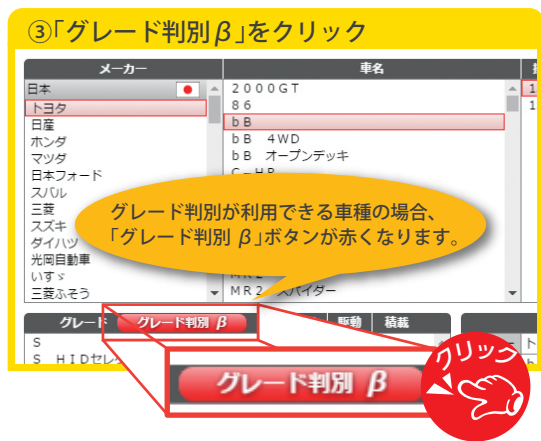 ③「グレード判別β」をクリック
メーカー
車名
日本
トヨタ
日産
ホンダ
マツダ
日本フォード
スバル
三菱
スズキ
ダイハツ
光岡自動車
いすゞ
三菱ふそう
2000GT
86
bB
bB 4WD
bB オープンデッキ
C-HR
MR2
MR2 スパイダー
1
1
グレード判別が利用できる車種の場合、
「グレード判別 β」ボタンが赤くなります。
グレード
グレード判別 β
駆動
積載
S
S HIDセレ
グレード判別 β
クリック